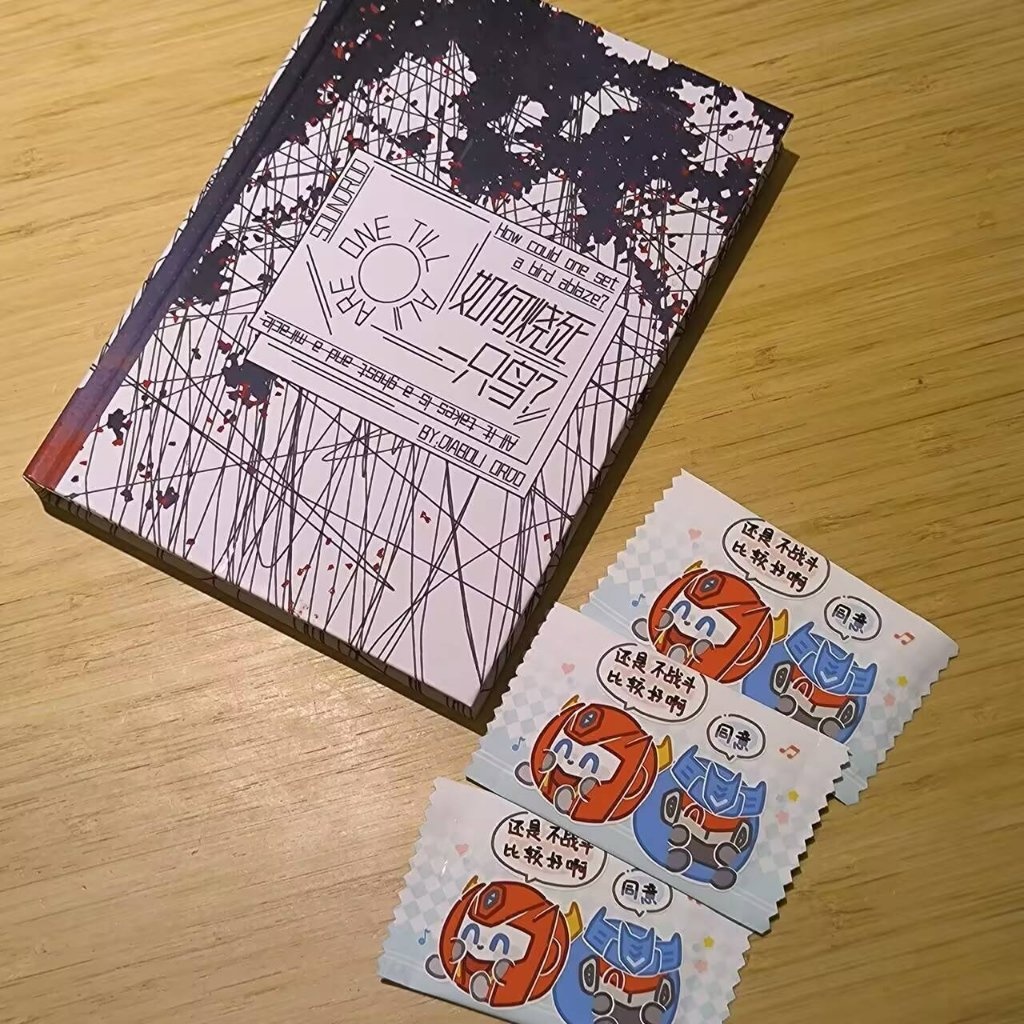 SOUNDRED
ALL ARE ONE TIL
How could one set
a bird ablaze?
如何烧死
一只鸟?
All it takes is a ghost and a miracle
BY.DIABOLI ORDO
还是不战斗
比较好啊
同意
还是不战斗
比较好啊
同意
还是不战斗
比较好啊
同意